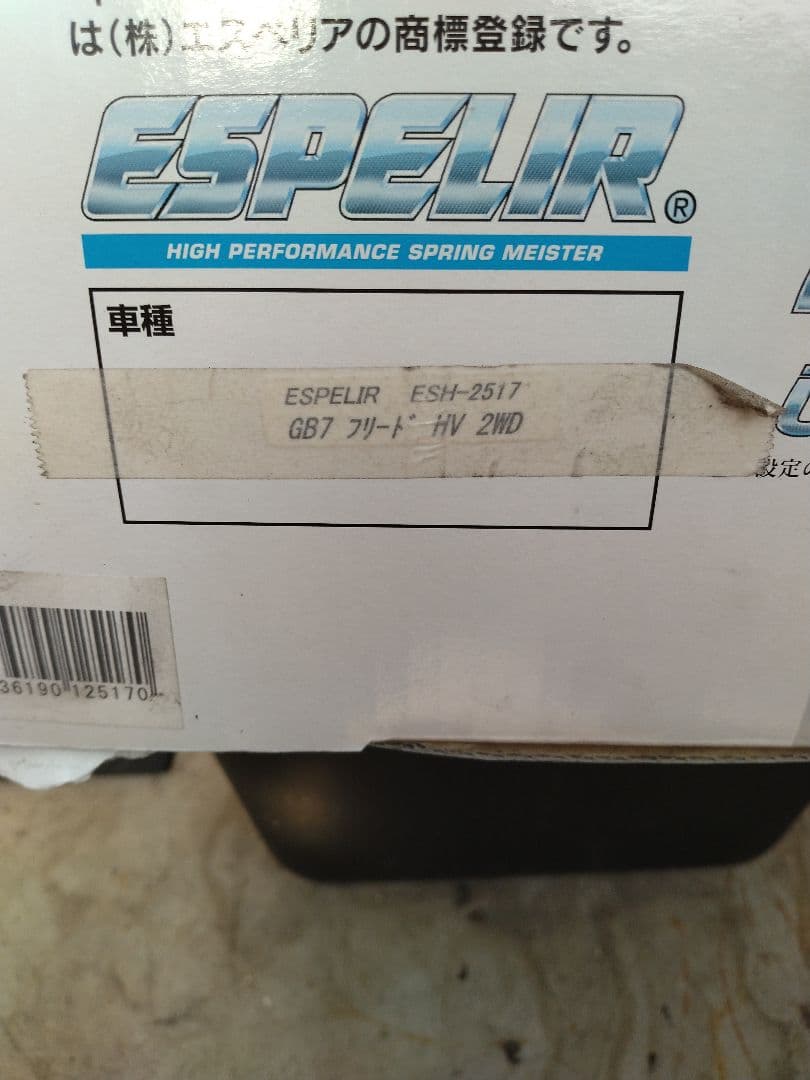 は(株)エスペリアの商標登録です。
ESPELIR®
HIGH PERFORMANCE SPRING MEISTER
車種
ESPELIR ESH-2517
GB7 フリード HV 2WD
設定の
36190 125170